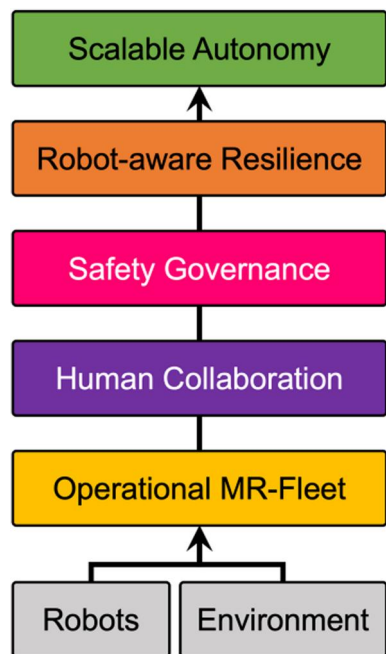 Scalable Autonomy
Robot-aware Resilience
Safety Governance
Human Collaboration
Operational MR-Fleet
Robots
Environment